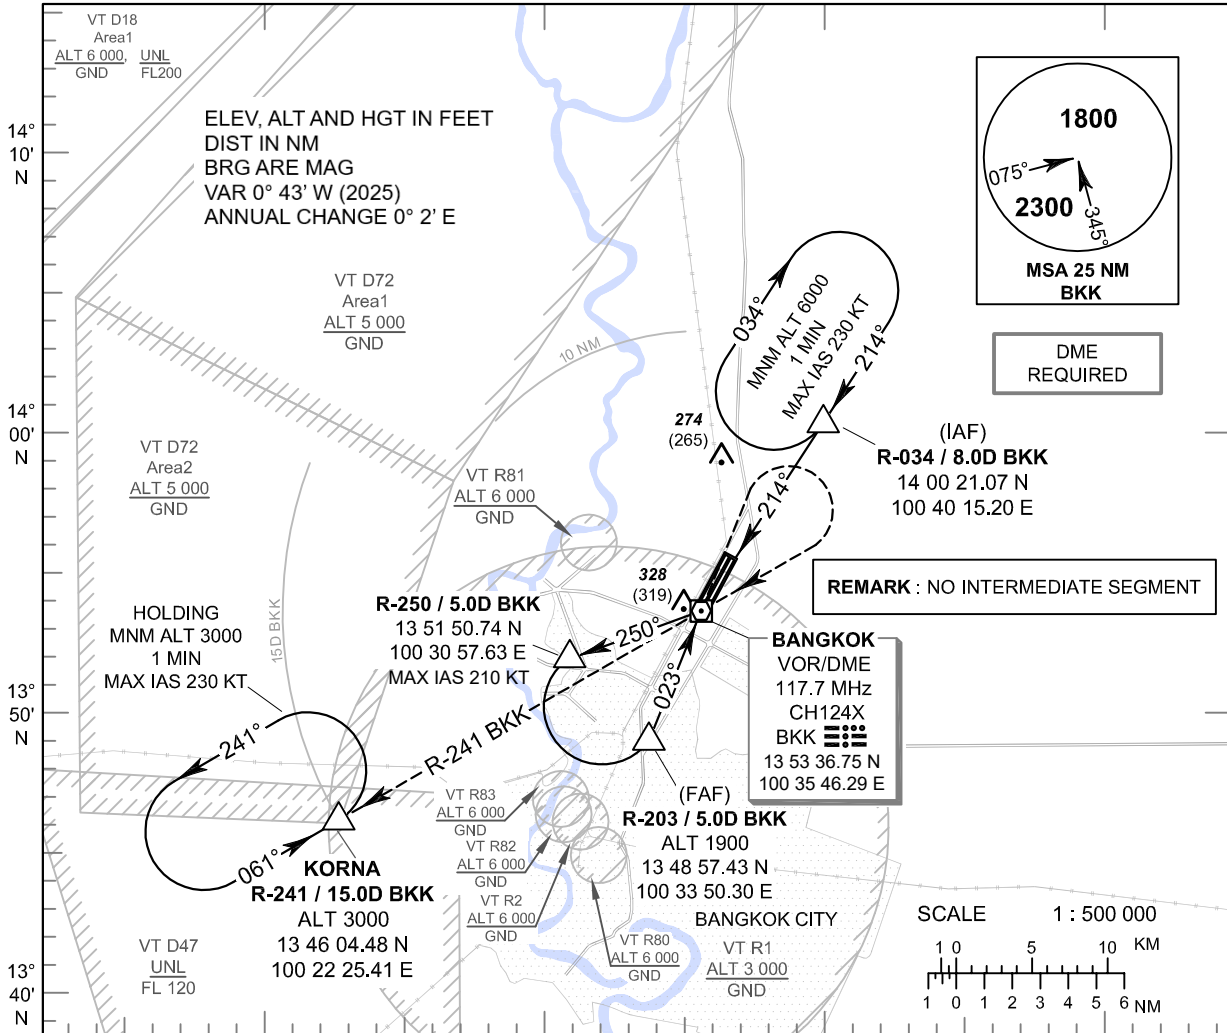 VT D18
Area1
ALT 6 000, UNL
GND FL200
14°
10'
N
ELEV, ALT AND HGT IN FEET
DIST IN NM
BRG ARE MAG
VAR 0° 43' W (2025)
ANNUAL CHANGE 0° 2' E
1800
075°
2300
345°
MSA 25 NM
BKK
DME
REQUIRED
VT D72
Area1
ALT 5 000
GND
10 NM
034°
MNM ALT 6000
1 MIN
MAX IAS 230 KT
214°
14°
00'
N
274
(265)
(IAF)
R-034 / 8.0D BKK
14 00 21.07 N
100 40 15.20 E
VT D72
Area2
ALT 5 000
GND
VT R81
ALT 6 000
GND
214°
REMARK : NO INTERMEDIATE SEGMENT
328
(319)
HOLDING
MNM ALT 3000
1 MIN
MAX IAS 230 KT
15D BKK
R-250 / 5.0D BKK
13 51 50.74 N
100 30 57.63 E
MAX IAS 210 KT
250°
023°
BANGKOK
VOR/DME
117.7 MHz
CH124X
BKK
13 53 36.75 N
100 35 46.29 E
13°
50'
N
241°
R-241 BKK
061°
KORNA
R-241 / 15.0D BKK
ALT 3000
13 46 04.48 N
100 22 25.41 E
VT R83
ALT 6 000
GND
VT R82
ALT 6 000
GND
VT R2
ALT 6 000
GND
(FAF)
R-203 / 5.0D BKK
ALT 1900
13 48 57.43 N
100 33 50.30 E
BANGKOK CITY
VT R80
ALT 6 000
GND
VT R1
ALT 3 000
GND
VT D47
UNL
FL 120
13°
40'
N
SCALE 1 : 500 000
1 0 5 10 KM
1 0 1 2 3 4 5 6 NM